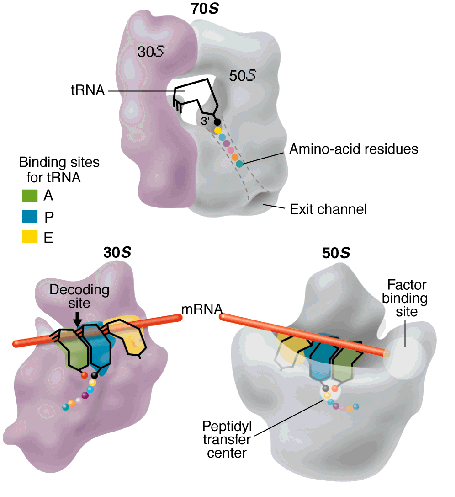 70S
30S
50S
tRNA
3'
Amino-acid residues
Binding sites
for tRNA
A
P
E
Exit channel
30S
50S
Decoding
site
mRNA
Factor
binding
site
Poptidyl
transfer
center